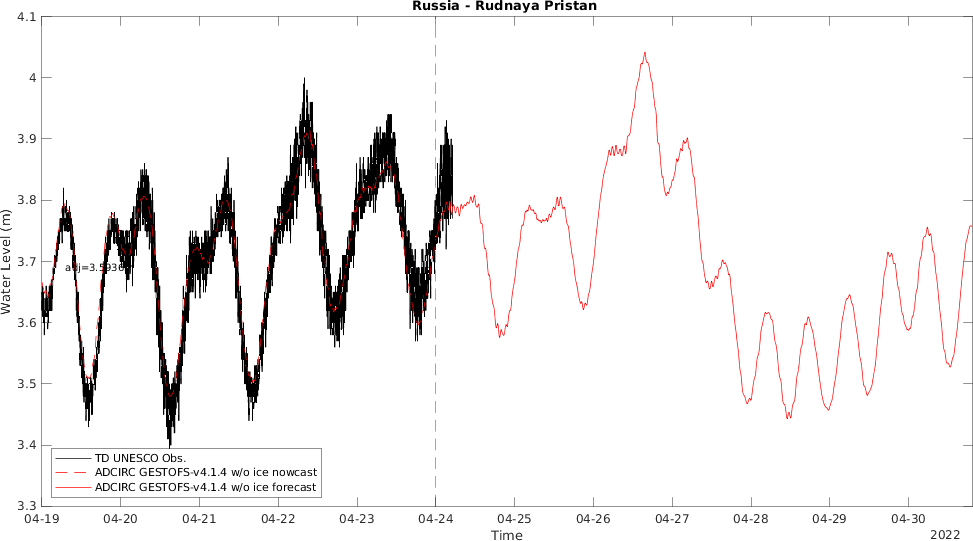 Russia - Rudnaya Pristan
4.1
4
3.9
3.8
3.7
3.6
3.5
3.4
3.3
Water Level (m)
adj=3.5936
TD UNESCO Obs.
ADCIRC GESTOFS-v4.1.4 w/o ice nowcast
ADCIRC GESTOFS-v4.1.4 w/o ice forecast
04-19 04-20 04-21 04-22 04-23 04-24 04-25 04-26 04-27 04-28 04-29 04-30
Time
2022